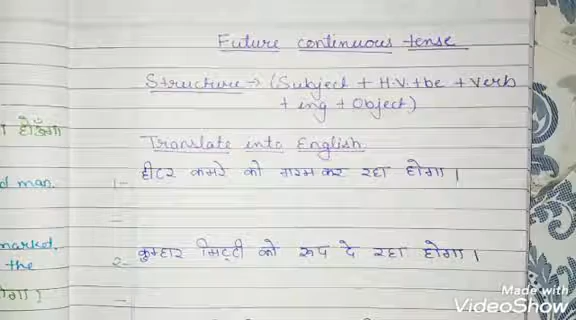 Future continuous tense
Structure → (Subject + H.V. + be + Verb
+ ing + Object)
Translate into English
1- हीटर कमरे को गरम कर रहा होगा।
-
2- कुम्हार मिट्टी को रूप दे रहा होगा।
-
होऊँगा
d man.
marked.
the
होगा)
Made with
VideoShow